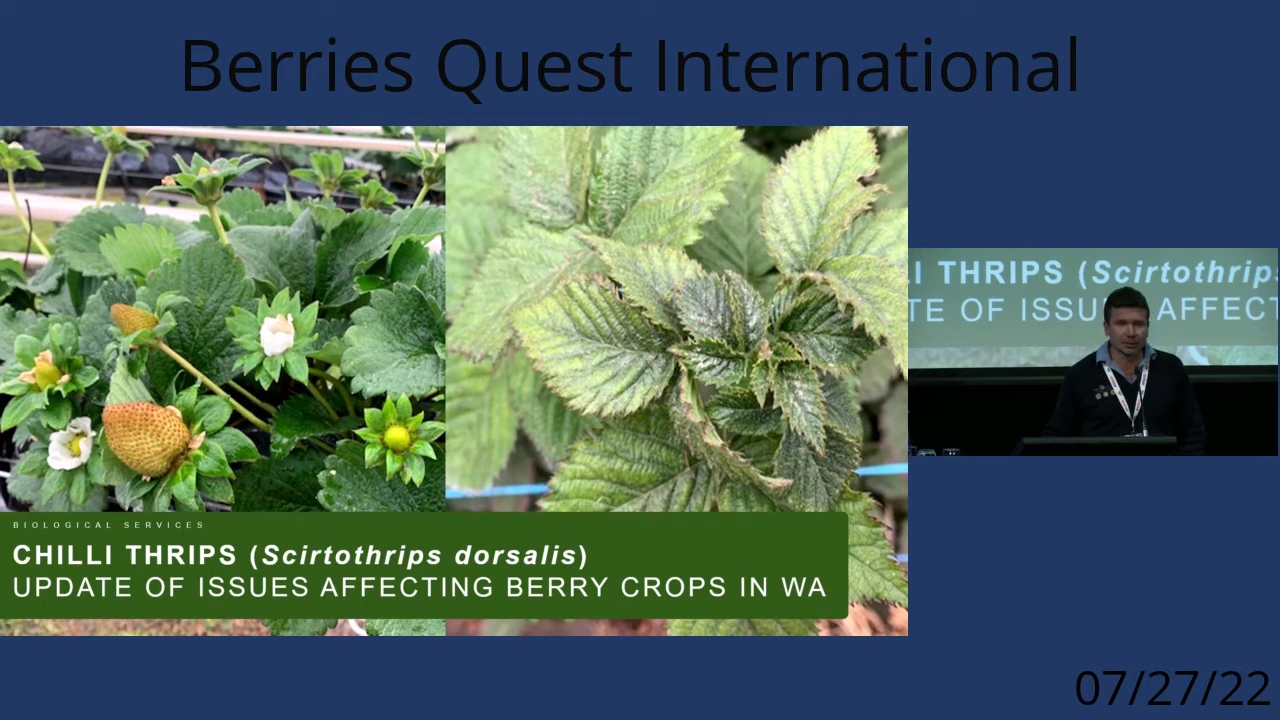 Berries Quest International
BIOLOGICAL SERVICES
CHILLI THRIPS (Scirtothrips dorsalis)
UPDATE OF ISSUES AFFECTING BERRY CROPS IN WA
I THRIPS (Scirtothrips
TE OF ISSU AFFECT
07/27/22